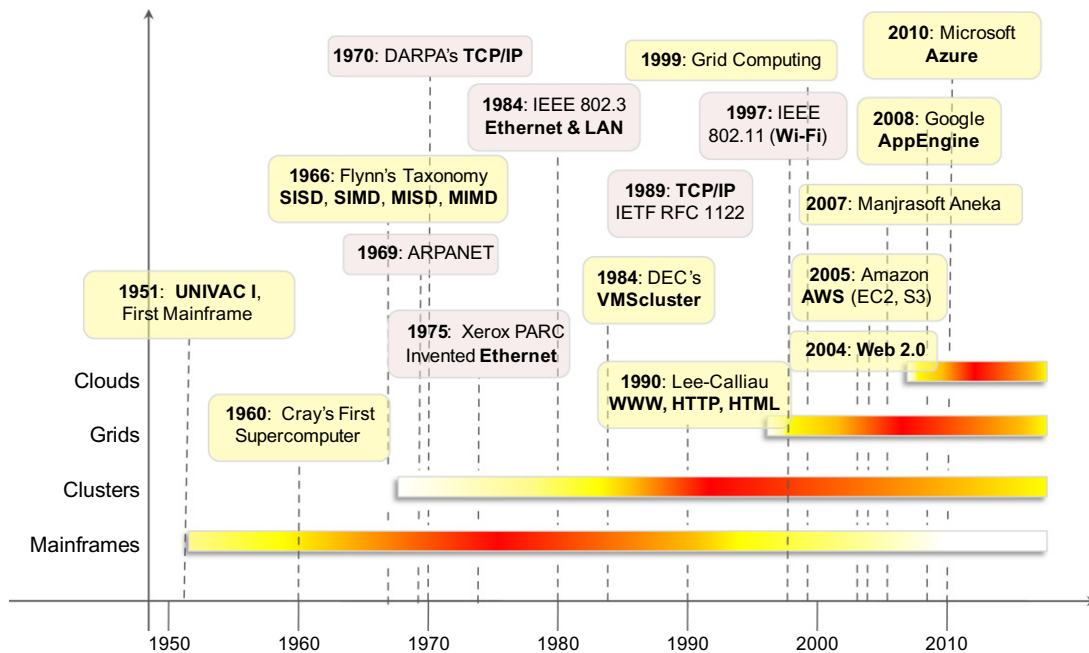 2010: Microsoft
Azure
1970: DARPA's TCP/IP
1999: Grid Computing
1984: IEEE 802.3
Ethernet & LAN
1997: IEEE
802.11 (Wi-Fi)
2008: Google
AppEngine
1966: Flynn's Taxonomy
SISD, SIMD, MISD, MIMD
1989: TCP/IP
IETF RFC 1122
2007: Manjrasoft Aneka
1969: ARPANET
1951: UNIVAC I,
First Mainframe
1984: DEC's
VMScluster
2005: Amazon
AWS (EC2, S3)
1975: Xerox PARC
Invented Ethernet
2004: Web 2.0
Clouds
1990: Lee-Calliau
WWW, HTTP, HTML
1960: Cray's First
Supercomputer
Grids
Clusters
Mainframes
1950 1960 1970 1980 1990 2000 2010